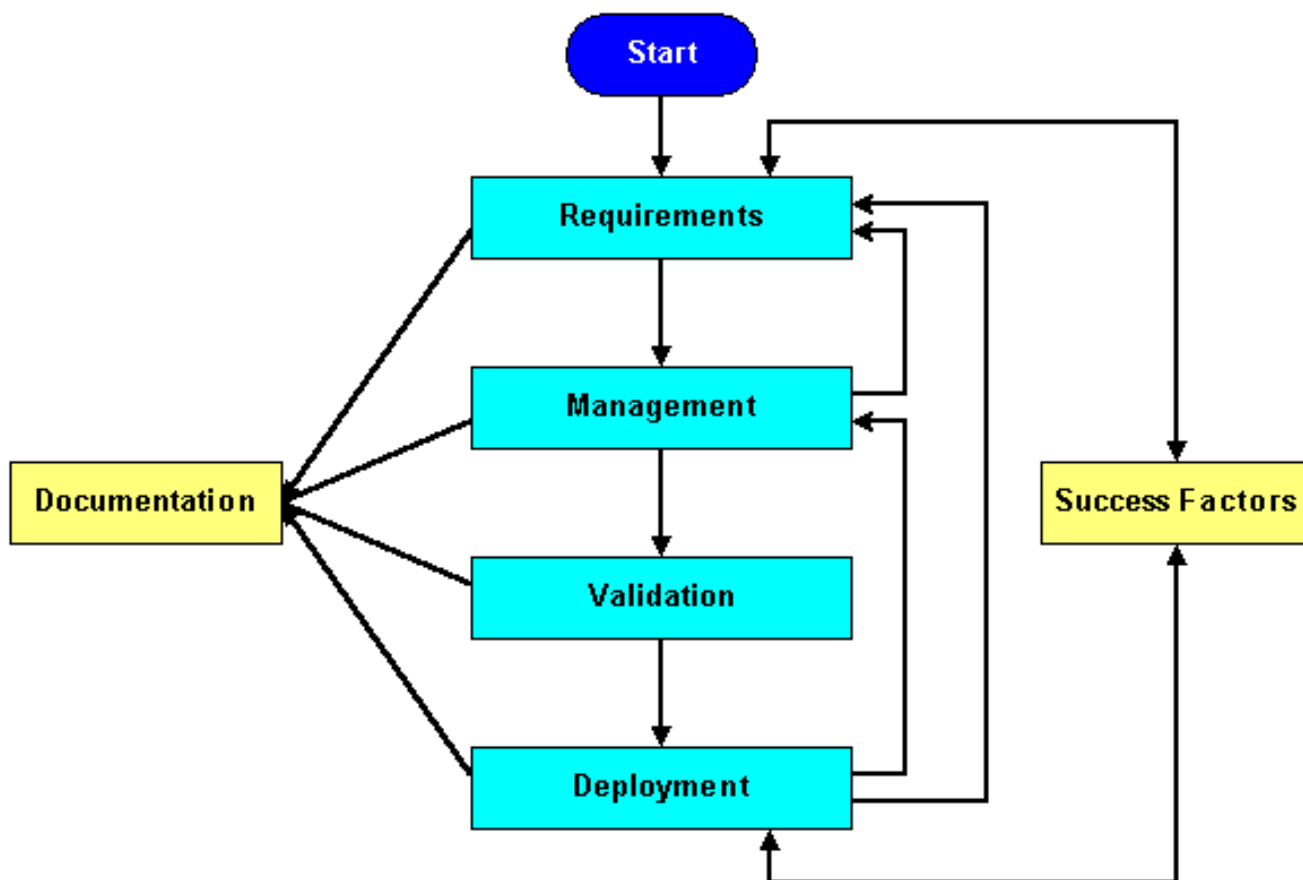 Start
Requirements
Management
Documentation
Success Factors
Validation
Deployment